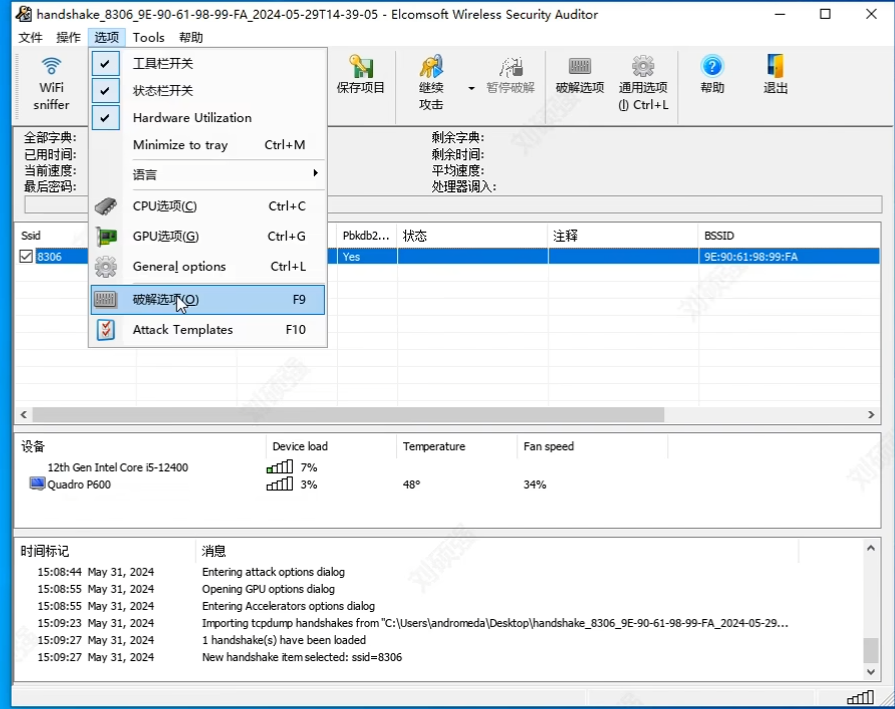 handshake_8306_9E-90-61-98-99-FA_2024-05-29T14-39-05 - Elcomsoft Wireless Security Auditor
文件 操作 选项 Tools 帮助
WiFi sniffer
工具栏开关
状态栏开关
Hardware Utilization
Minimize to tray Ctrl+M
语言
CPU选项(C) Ctrl+C
GPU选项(G) Ctrl+G
General options Ctrl+L
破解选项(O) F9
Attack Templates F10
保存项目
继续攻击
暂停破解
破解选项
通用选项(I) Ctrl+L
帮助
退出
全部字典: 剩余字典:
已用时间: 剩余时间:
当前速度: 平均速度:
最后密码: 处理器调入:
Ssid Pbkdb2... 状态 注释 BSSID
8306 Yes 9E:90:61:98:99:FA
设备 Device load Temperature Fan speed
12th Gen Intel Core i5-12400 7%
Quadro P600 3% 48° 34%
时间标记 消息
15:08:44 May 31, 2024 Entering attack options dialog
15:08:55 May 31, 2024 Opening GPU options dialog
15:08:55 May 31, 2024 Entering Accelerators options dialog
15:09:23 May 31, 2024 Importing tcpdump handshakes from "C:\Users\andromeda\Desktop\handshake_8306_9E-90-61-98-99-FA_2024-05-29...
15:09:27 May 31, 2024 1 handshake(s) have been loaded
15:09:27 May 31, 2024 New handshake item selected: ssid=8306
刘硕强